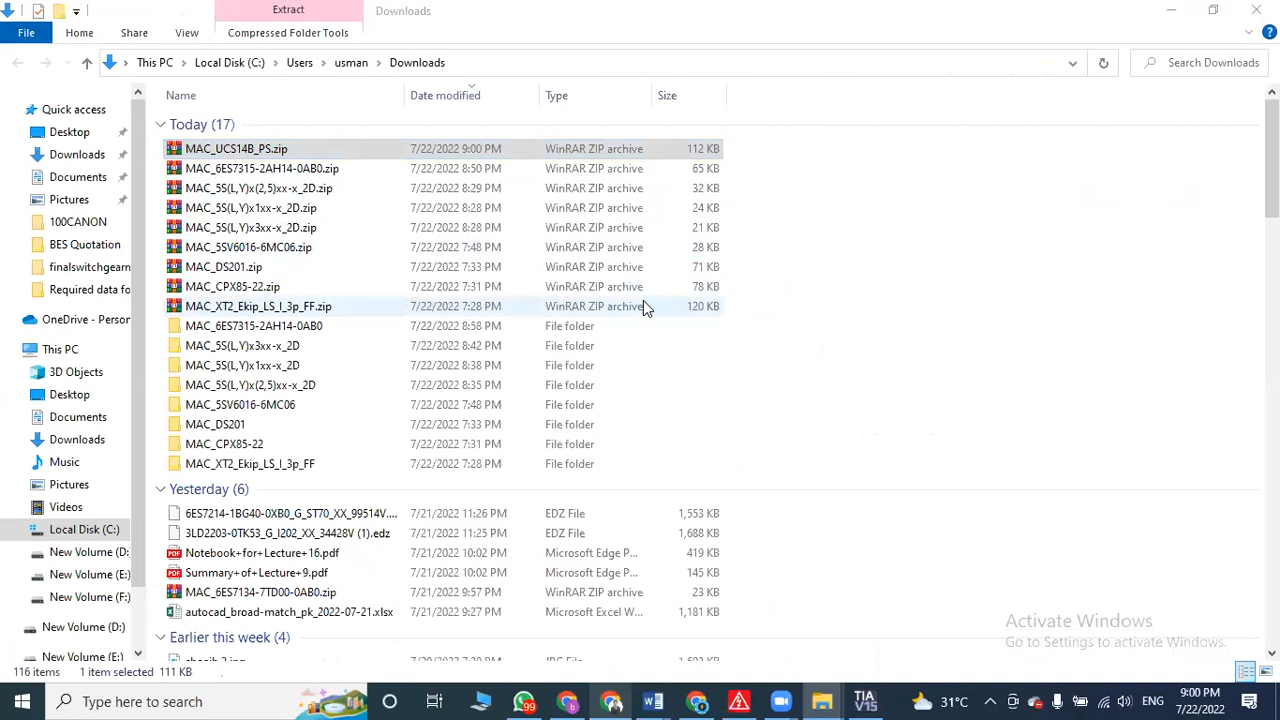 Extract
Downloads
File
Home
Share
View
Compressed Folder Tools
This PC
Local Disk (C:)
Users
usman
Downloads
Search Downloads
Name
Date modified
Type
Size
Today (17)
MAC_UCS14B_PS.zip 7/22/2022 9:00 PM WinRAR ZIP archive 112 KB
MAC_6ES7315-2AH14-0AB0.zip 7/22/2022 8:50 PM WinRAR ZIP archive 65 KB
MAC_5S(L,Y)x(2,5)xx-x_2D.zip 7/22/2022 8:29 PM WinRAR ZIP archive 32 KB
MAC_5S(L,Y)x1xx-x_2D.zip 7/22/2022 8:28 PM WinRAR ZIP archive 24 KB
MAC_5S(L,Y)x3xx-x_2D.zip 7/22/2022 8:28 PM WinRAR ZIP archive 21 KB
MAC_5SV6016-6MC06.zip 7/22/2022 7:48 PM WinRAR ZIP archive 28 KB
MAC_DS201.zip 7/22/2022 7:33 PM WinRAR ZIP archive 71 KB
MAC_CPX85-22.zip 7/22/2022 7:31 PM WinRAR ZIP archive 78 KB
MAC_XT2_Ekip_LS_I_3p_FF.zip 7/22/2022 7:28 PM WinRAR ZIP archive 120 KB
MAC_6ES7315-2AH14-0AB0 7/22/2022 8:58 PM File folder
MAC_5S(L,Y)x3xx-x_2D 7/22/2022 8:42 PM File folder
MAC_5S(L,Y)x1xx-x_2D 7/22/2022 8:38 PM File folder
MAC_5S(L,Y)x(2,5)xx-x_2D 7/22/2022 8:35 PM File folder
MAC_5SV6016-6MC06 7/22/2022 7:48 PM File folder
MAC_DS201 7/22/2022 7:33 PM File folder
MAC_CPX85-22 7/22/2022 7:31 PM File folder
MAC_XT2_Ekip_LS_I_3p_FF 7/22/2022 7:28 PM File folder
Yesterday (6)
6ES7214-1BG40-0XB0_G_ST70_XX_99514V.... 7/21/2022 11:26 PM EDZ File 1,553 KB
3LD2203-0TK53_G_I202_XX_34428V (1).edz 7/21/2022 11:25 PM EDZ File 1,688 KB
Notebook+for+Lecture+16.pdf 7/21/2022 10:02 PM Microsoft Edge P... 419 KB
Summary+of+Lecture+9.pdf 7/21/2022 10:02 PM Microsoft Edge P... 145 KB
MAC_6ES7134-7TD00-0AB0.zip 7/21/2022 9:57 PM WinRAR ZIP archive 23 KB
autocad_broad-match_pk_2022-07-21.xlsx 7/21/2022 9:27 PM Microsoft Excel W... 1,181 KB
Earlier this week (4)
Quick access
Desktop
Downloads
Documents
Pictures
100CANON
BES Quotation
finalswitchgearn
Required data fo
OneDrive - Person
This PC
3D Objects
Desktop
Documents
Downloads
Music
Pictures
Videos
Local Disk (C:)
New Volume (D:
New Volume (E:)
New Volume (F:)
New Volume (D:)
New Volume (E:)
Activate Windows
Go to Settings to activate Windows.
116 items
1 item selected 111 KB
Type here to search
99
TIA
V15
31°C
ENG
9:00 PM
7/22/2022